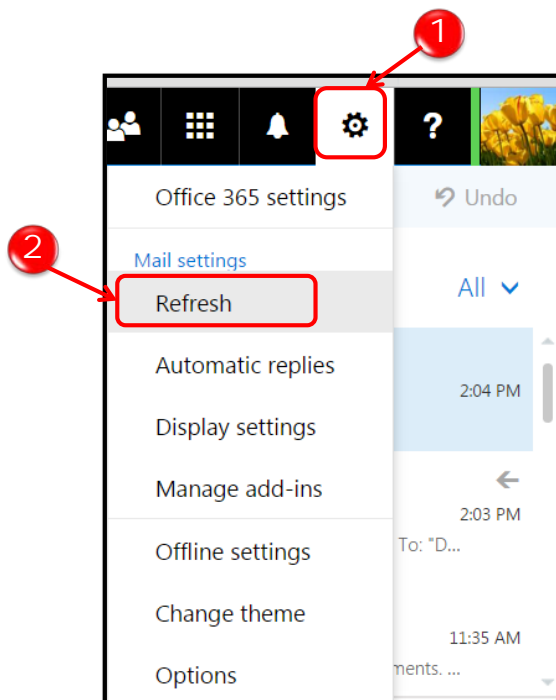 1
?
Office 365 settings
Undo
2
Mail settings
All
Refresh
Automatic replies
2:04 PM
Display settings
Manage add-ins
2:03 PM
Offline settings
To: "D...
Change theme
11:35 AM
Options
ments. ...